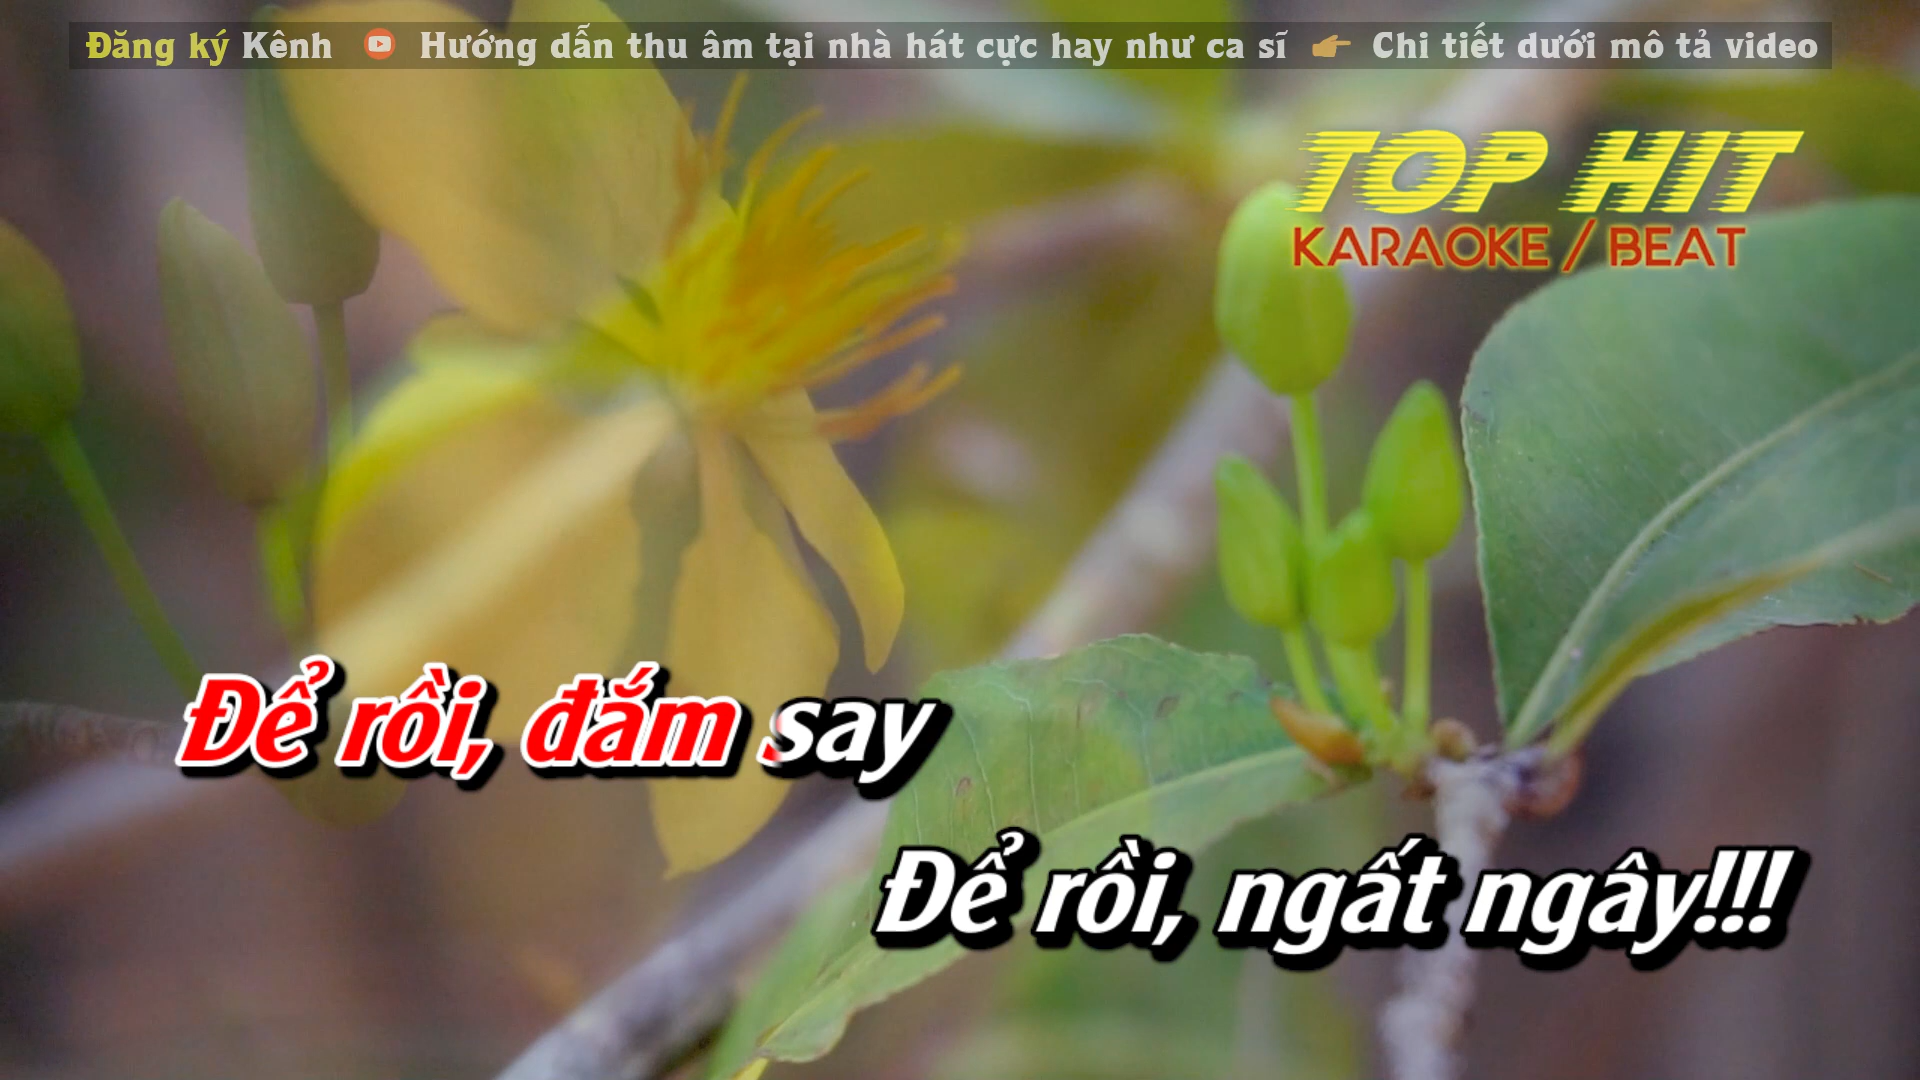 Đăng ký Kênh Hướng dẫn thu âm tại nhà hát cực hay như ca sĩ 👉 Chi tiết dưới mô tả video
TOP HIT
KARAOKE / BEAT
Để rồi, đắm say
Để rồi, ngất ngây!!!